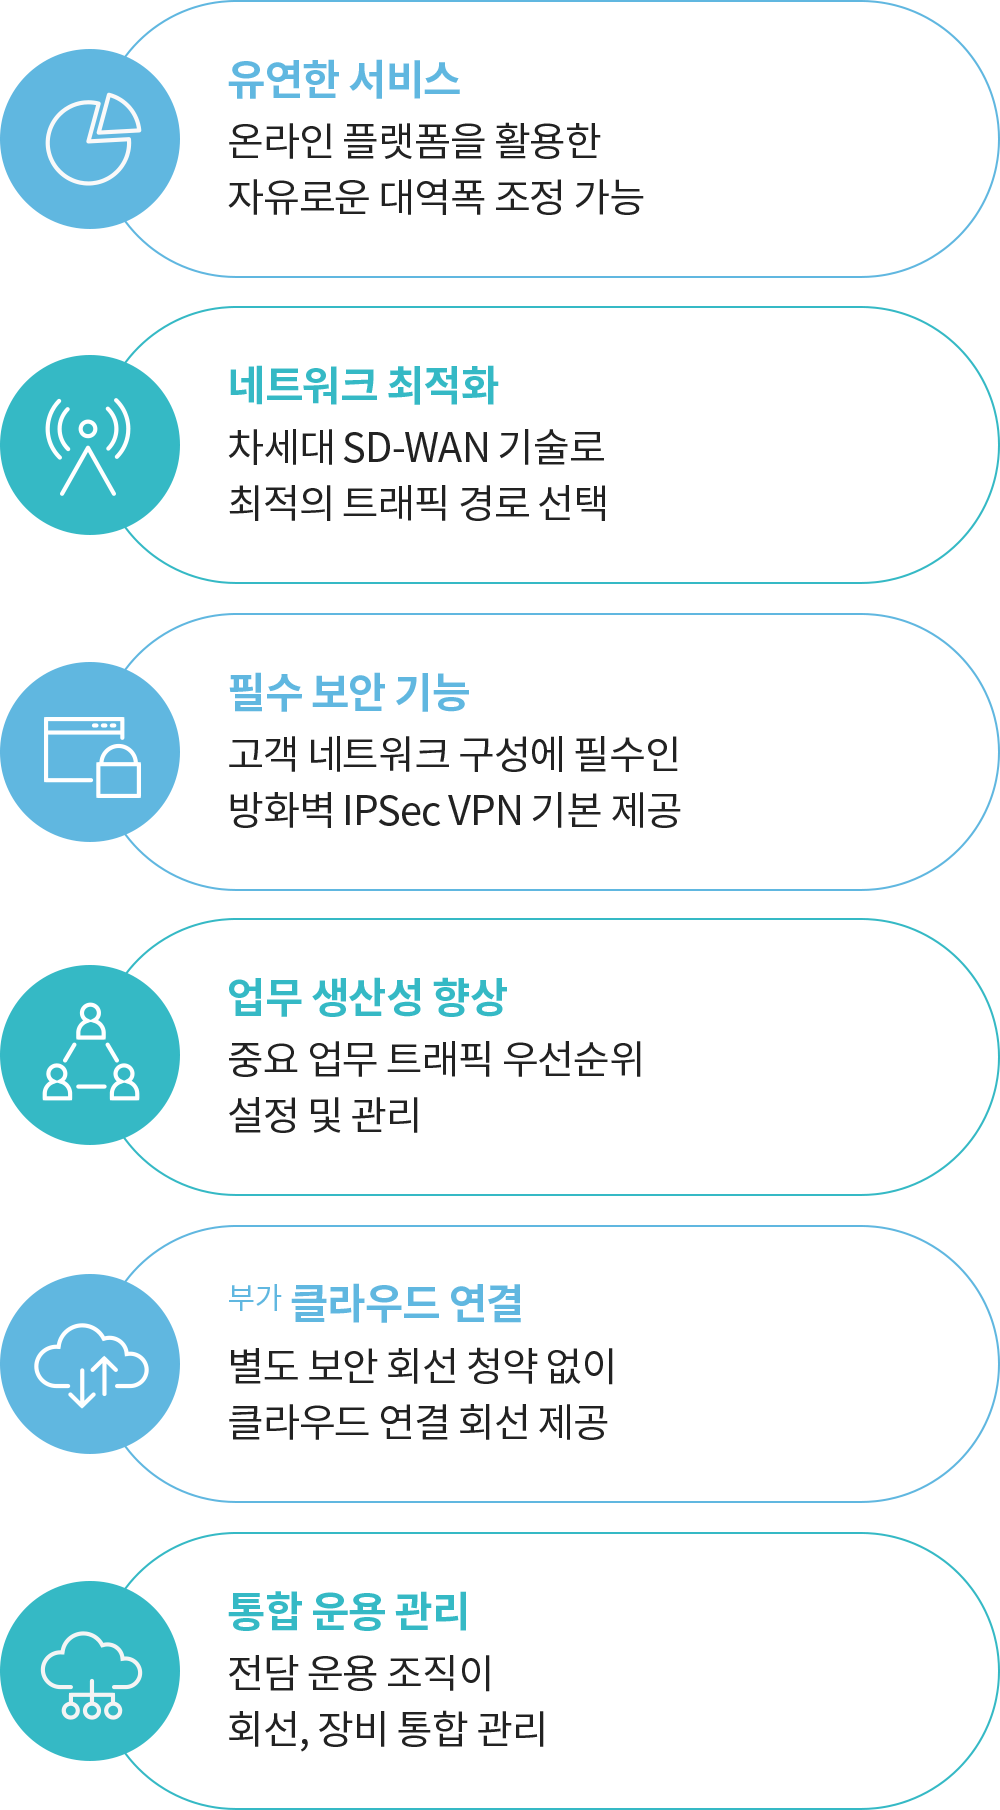 유연한 서비스
온라인 플랫폼을 활용한
자유로운 대역폭 조정 가능
네트워크 최적화
차세대 SD-WAN 기술로
최적의 트래픽 경로 선택
필수 보안 기능
고객 네트워크 구성에 필수인
방화벽 IPSec VPN 기본 제공
업무 생산성 향상
중요 업무 트래픽 우선순위
설정 및 관리
부가 클라우드 연결
별도 보안 회선 청약 없이
클라우드 연결 회선 제공
통합 운용 관리
전담 운용 조직이
회선, 장비 통합 관리